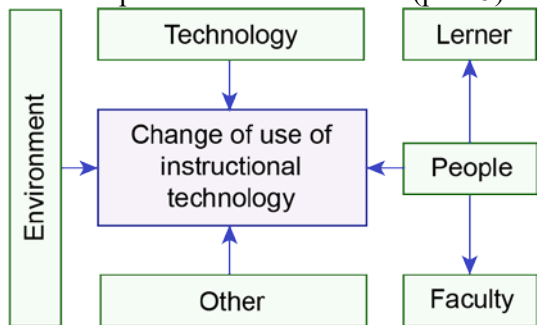 Technology
Lerner
Environment
Change of use of
instructional
technology
People
Other
Faculty